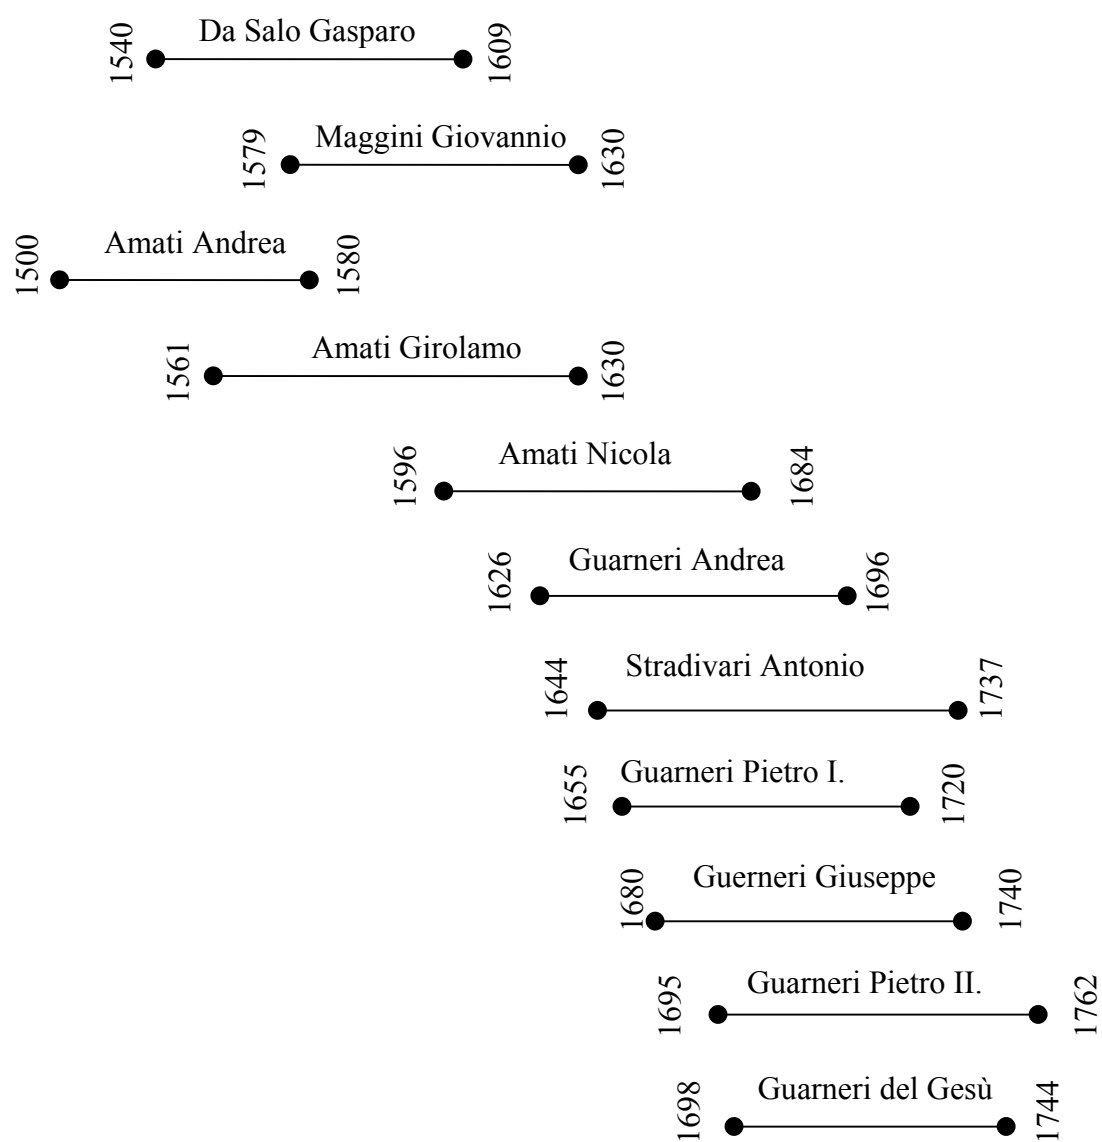 Da Salo Gasparo
1540
1609
Maggini Giovannio
1579
1630
Amati Andrea
1500
1580
Amati Girolamo
1561
1630
Amati Nicola
1596
1684
Guarneri Andrea
1626
1696
Stradivari Antonio
1644
1737
Guarneri Pietro I.
1655
1720
Guerneri Giuseppe
1680
1740
Guarneri Pietro II.
1695
1762
Guarneri del Gesù
1698
1744